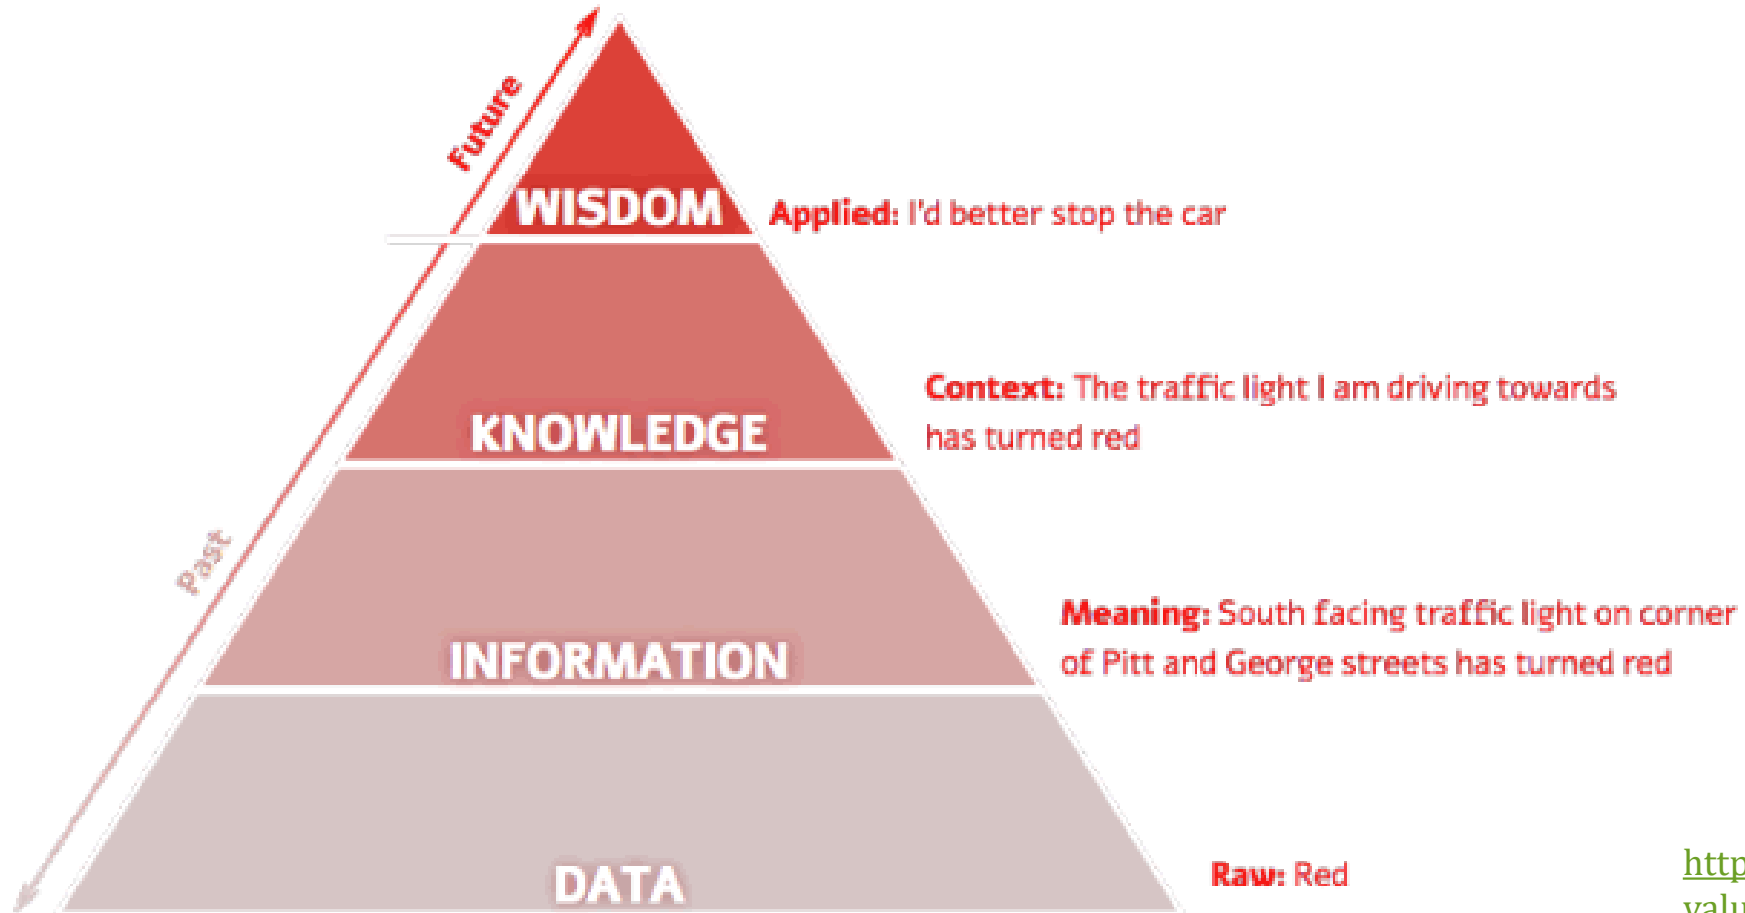 Future
WISDOM
Applied: I'd better stop the car
Context: The traffic light I am driving towards
has turned red
KNOWLEDGE
Past
Meaning: South facing traffic light on corner
of Pitt and George streets has turned red
INFORMATION
Raw: Red
DATA
http
valu